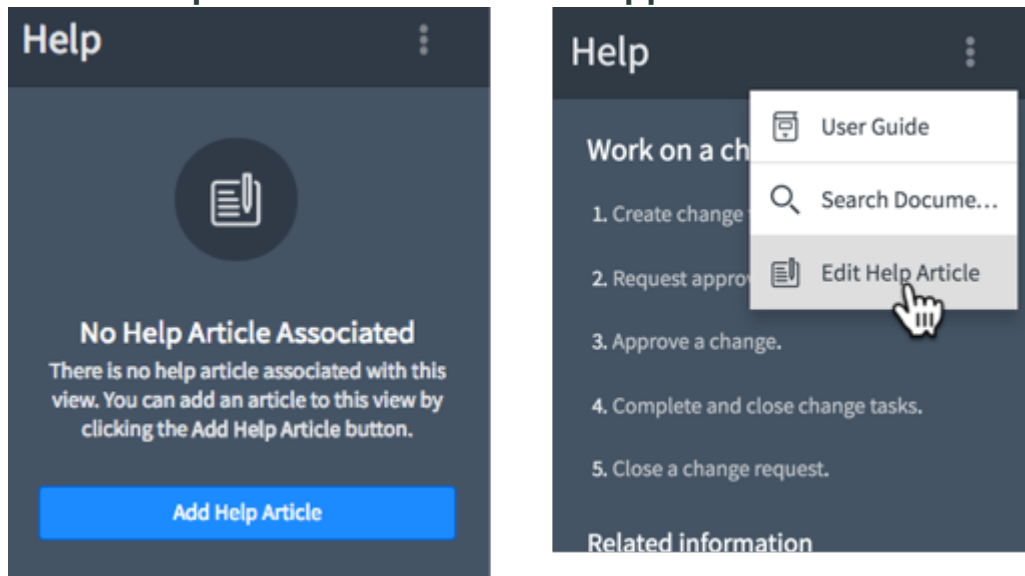 Help
No Help Article Associated
There is no help article associated with this
view. You can add an article to this view by
clicking the Add Help Article button.
Add Help Article
Help
User Guide
Work on a ch
Search Docume...
1. Create change
Edit Help Article
2. Request appro
3. Approve a change.
4. Complete and close change tasks.
5. Close a change request.
Related information